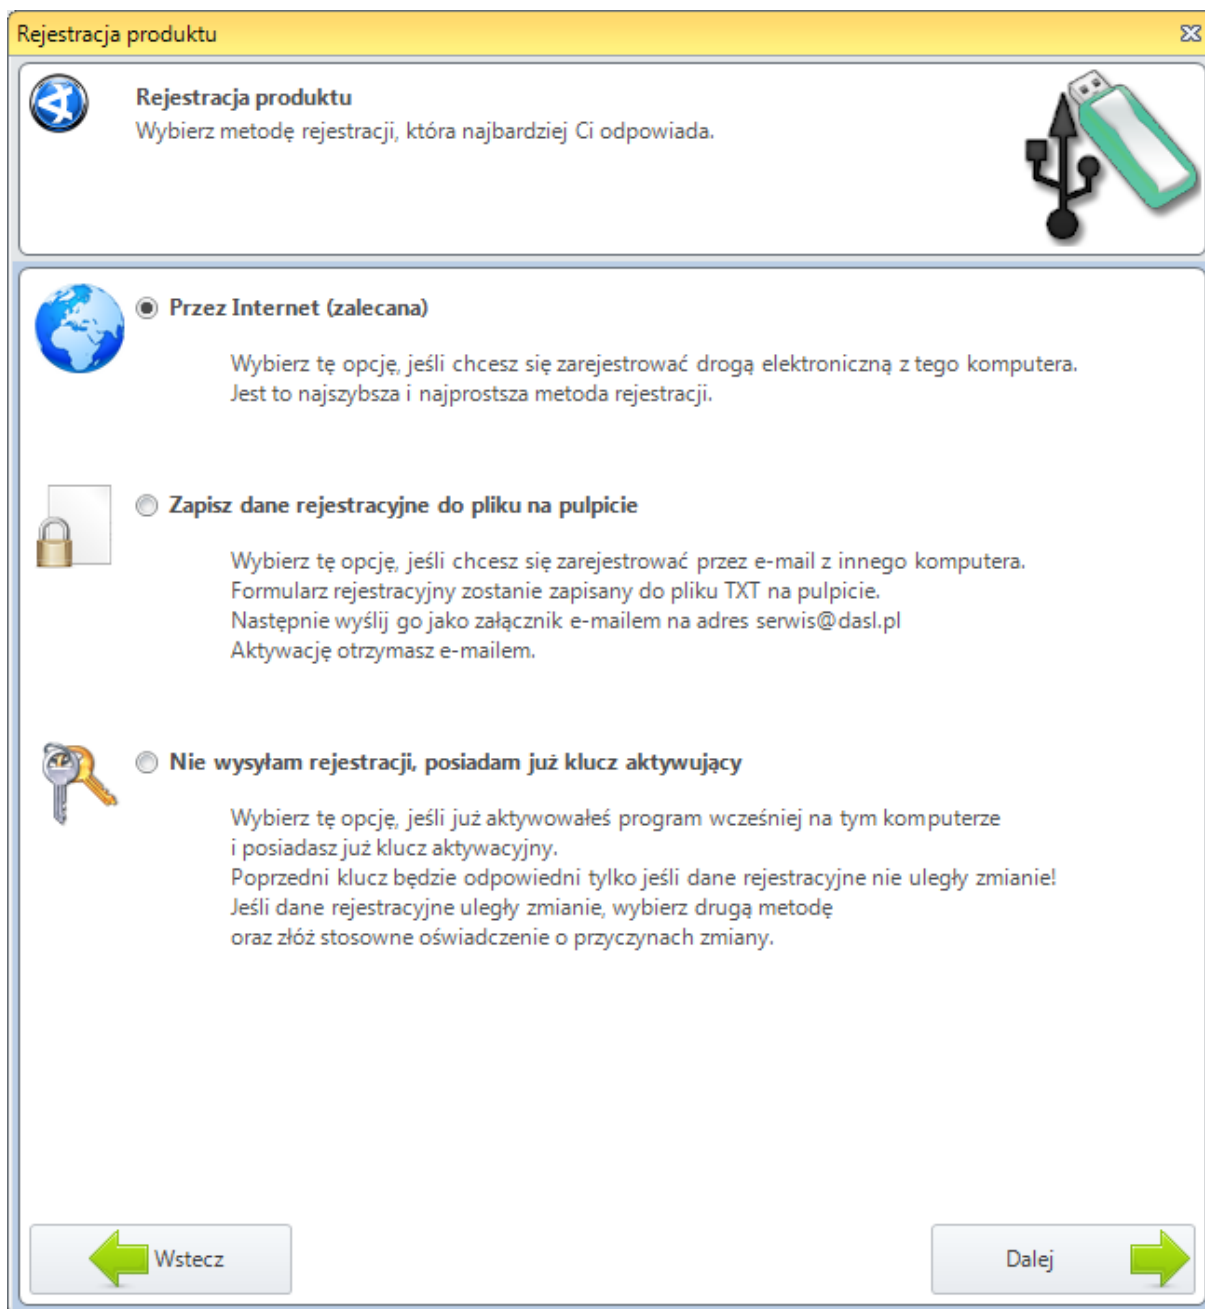 Rejestracja produktu
Rejestracja produktu
Wybierz metodę rejestracji, która najbardziej Ci odpowiada.
Przez Internet (zalecana)
Wybierz tę opcję, jeśli chcesz się zarejestrować drogą elektroniczną z tego komputera.
Jest to najszybsza i najprostsza metoda rejestracji.
Zapisz dane rejestracyjne do pliku na pulpicie
Wybierz tę opcję, jeśli chcesz się zarejestrować przez e-mail z innego komputera.
Formularz rejestracyjny zostanie zapisany do pliku TXT na pulpicie.
Następnie wyślij go jako załącznik e-mailem na adres serwis@dasl.pl
Aktywację otrzymasz e-mailem.
Nie wysyłam rejestracji, posiadam już klucz aktywujący
Wybierz tę opcję, jeśli już aktywowałeś program wcześniej na tym komputerze
i posiadasz już klucz aktywacyjny.
Poprzedni klucz będzie odpowiedni tylko jeśli dane rejestracyjne nie uległy zmianie!
Jeśli dane rejestracyjne uległy zmianie, wybierz drugą metodę
oraz złóż stosowne oświadczenie o przyczynach zmiany.
Wstecz
Dalej